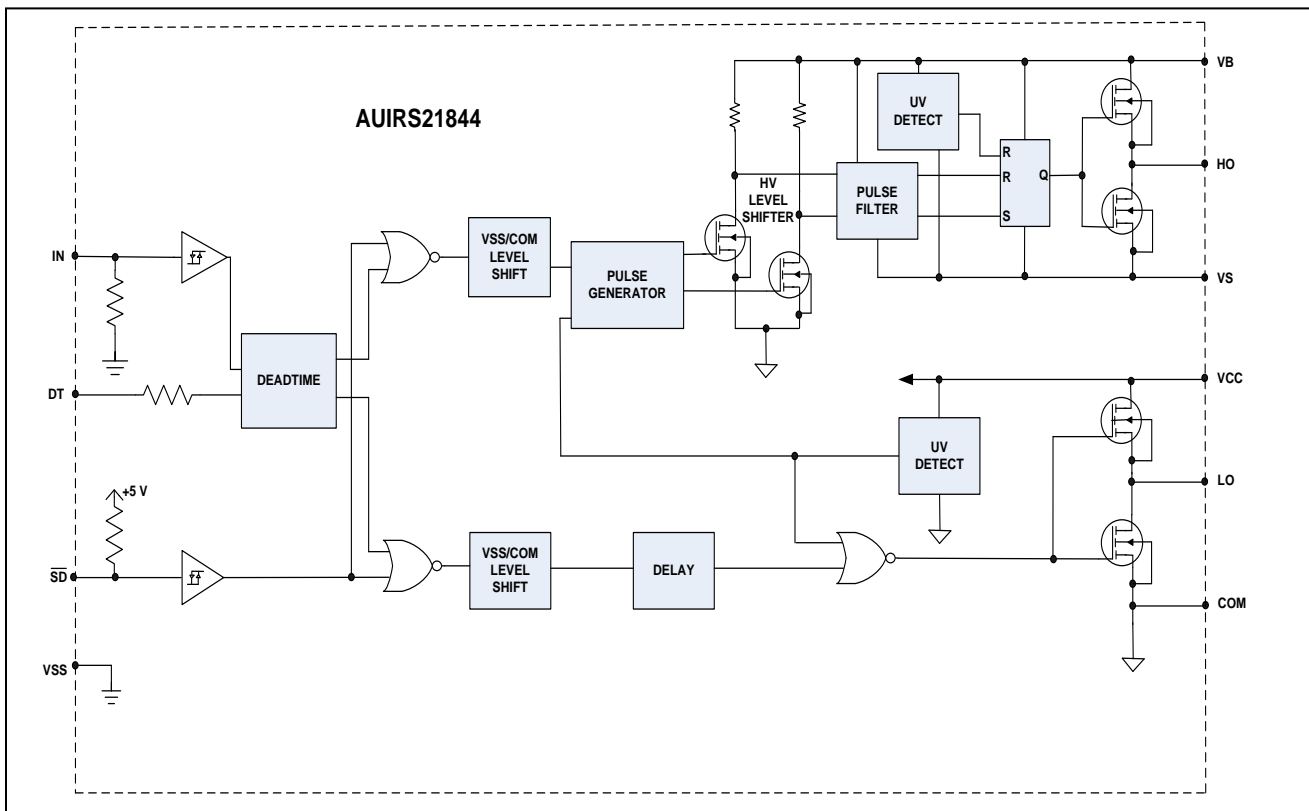 AUIRS21844
VB
UV
DETECT
R
R
Q
S
HO
PULSE
FILTER
HV
LEVEL
SHIFTER
IN
VSS/COM
LEVEL
SHIFT
PULSE
GENERATOR
VS
DEADTIME
DT
VCC
UV
DETECT
+5 V
LO
SD
VSS/COM
LEVEL
SHIFT
DELAY
COM
VSS